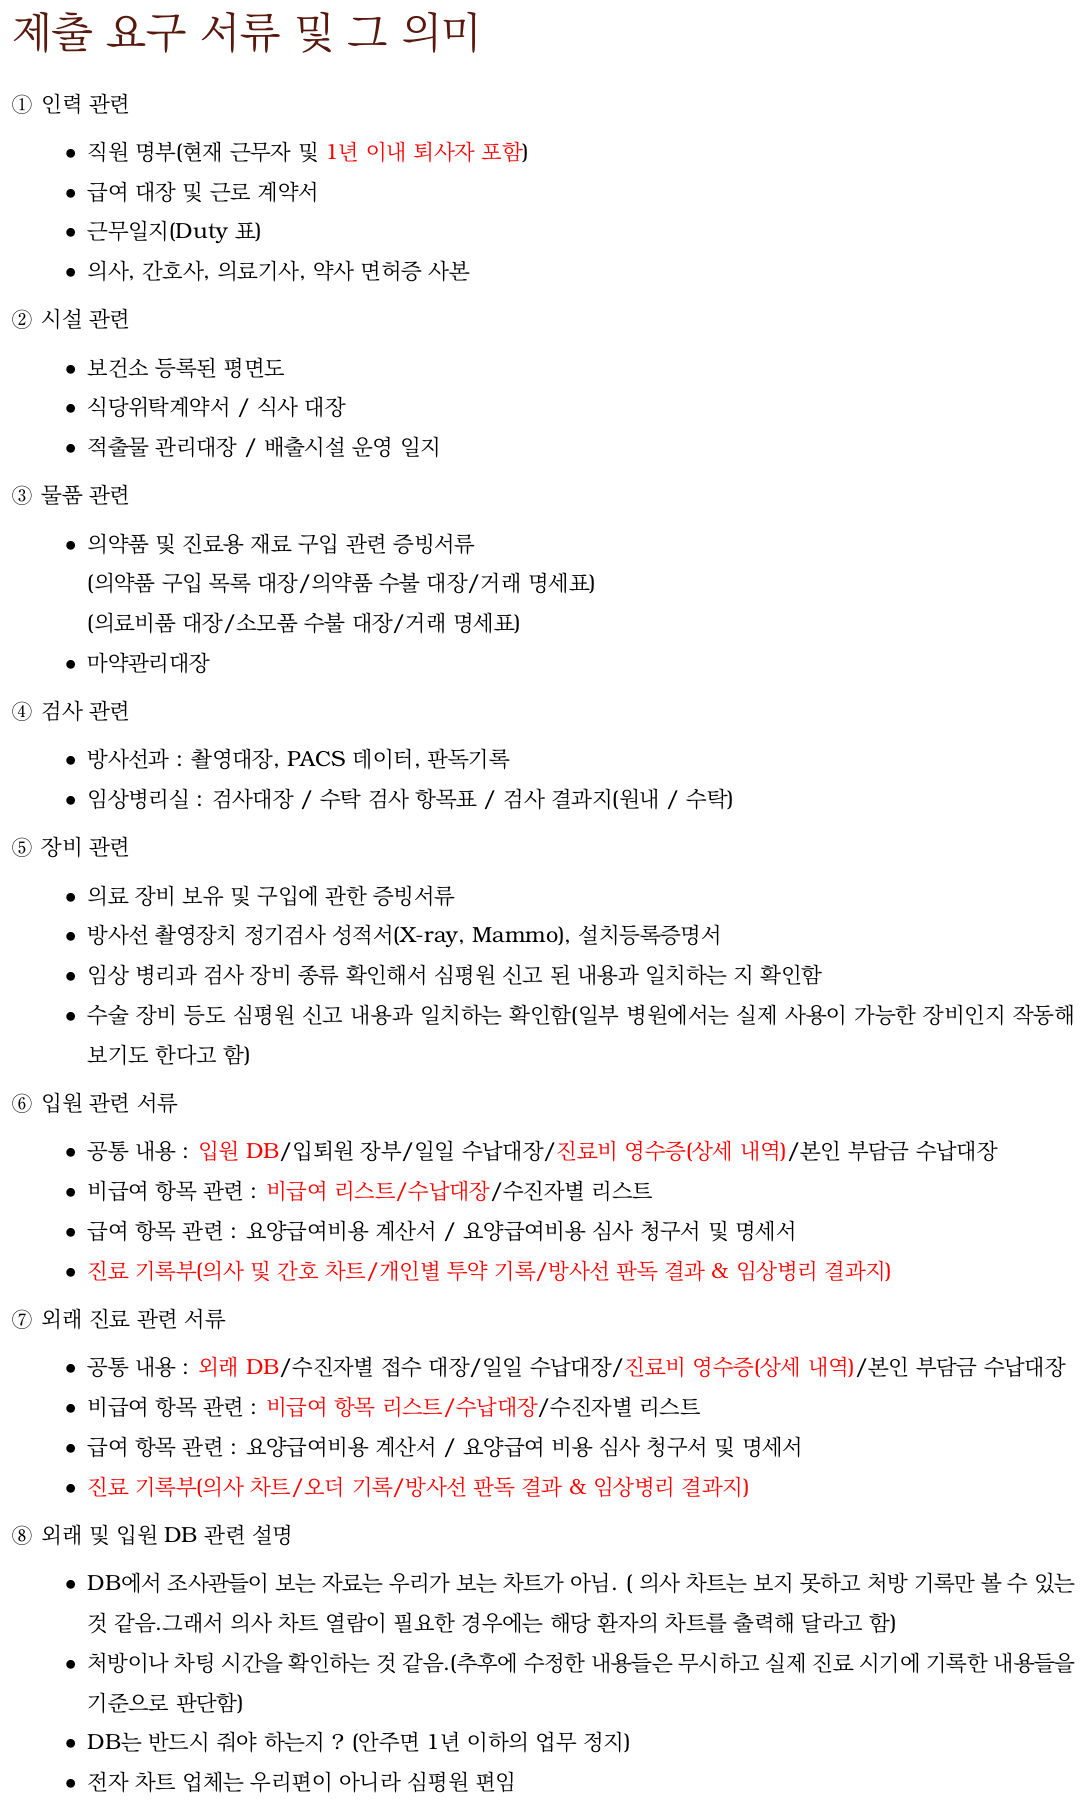 제출 요구 서류 및 그 의미
① 인력 관련
● 직원 명부(현재 근무자 및 1년 이내 퇴사자 포함)
● 급여 대장 및 근로 계약서
● 근무일지(Duty 표)
● 의사, 간호사, 의료기사, 약사 면허증 사본
② 시설 관련
● 보건소 등록된 평면도
● 식당위탁계약서 / 식사 대장
● 적출물 관리대장 / 배출시설 운영 일지
③ 물품 관련
● 의약품 및 진료용 재료 구입 관련 증빙서류
(의약품 구입 목록 대장/의약품 수불 대장/거래 명세표)
(의료비품 대장/소모품 수불 대장/거래 명세표)
● 마약관리대장
④ 검사 관련
● 방사선과 : 촬영대장, PACS 데이터, 판독기록
● 임상병리실 : 검사대장 / 수탁 검사 항목표 / 검사 결과지(원내 / 수탁)
⑤ 장비 관련
● 의료 장비 보유 및 구입에 관한 증빙서류
● 방사선 촬영장치 정기검사 성적서(X-ray, Mammo), 설치등록증명서
● 임상 병리과 검사 장비 종류 확인해서 심평원 신고 된 내용과 일치하는 지 확인함
● 수술 장비 등도 심평원 신고 내용과 일치하는 확인함(일부 병원에서는 실제 사용이 가능한 장비인지 작동해
보기도 한다고 함)
⑥ 입원 관련 서류
● 공통 내용 : 입원 DB/입퇴원 장부/일일 수납대장/진료비 영수증(상세 내역)/본인 부담금 수납대장
● 비급여 항목 관련 : 비급여 리스트/수납대장/수진자별 리스트
● 급여 항목 관련 : 요양급여비용 계산서 / 요양급여비용 심사 청구서 및 명세서
● 진료 기록부(의사 및 간호 차트/개인별 투약 기록/방사선 판독 결과 & 임상병리 결과지)
⑦ 외래 진료 관련 서류
● 공통 내용 : 외래 DB/수진자별 접수 대장/일일 수납대장/진료비 영수증(상세 내역)/본인 부담금 수납대장
● 비급여 항목 관련 : 비급여 항목 리스트/수납대장/수진자별 리스트
● 급여 항목 관련 : 요양급여비용 계산서 / 요양급여 비용 심사 청구서 및 명세서
● 진료 기록부(의사 차트/오더 기록/방사선 판독 결과 & 임상병리 결과지)
⑧ 외래 및 입원 DB 관련 설명
● DB에서 조사관들이 보는 자료는 우리가 보는 차트가 아님. ( 의사 차트는 보지 못하고 처방 기록만 볼 수 있는
것 같음.그래서 의사 차트 열람이 필요한 경우에는 해당 환자의 차트를 출력해 달라고 함)
● 처방이나 차팅 시간을 확인하는 것 같음.(추후에 수정한 내용들은 무시하고 실제 진료 시기에 기록한 내용들을
기준으로 판단함)
● DB는 반드시 줘야 하는지 ? (안주면 1년 이하의 업무 정지)
● 전자 차트 업체는 우리편이 아니라 심평원 편임